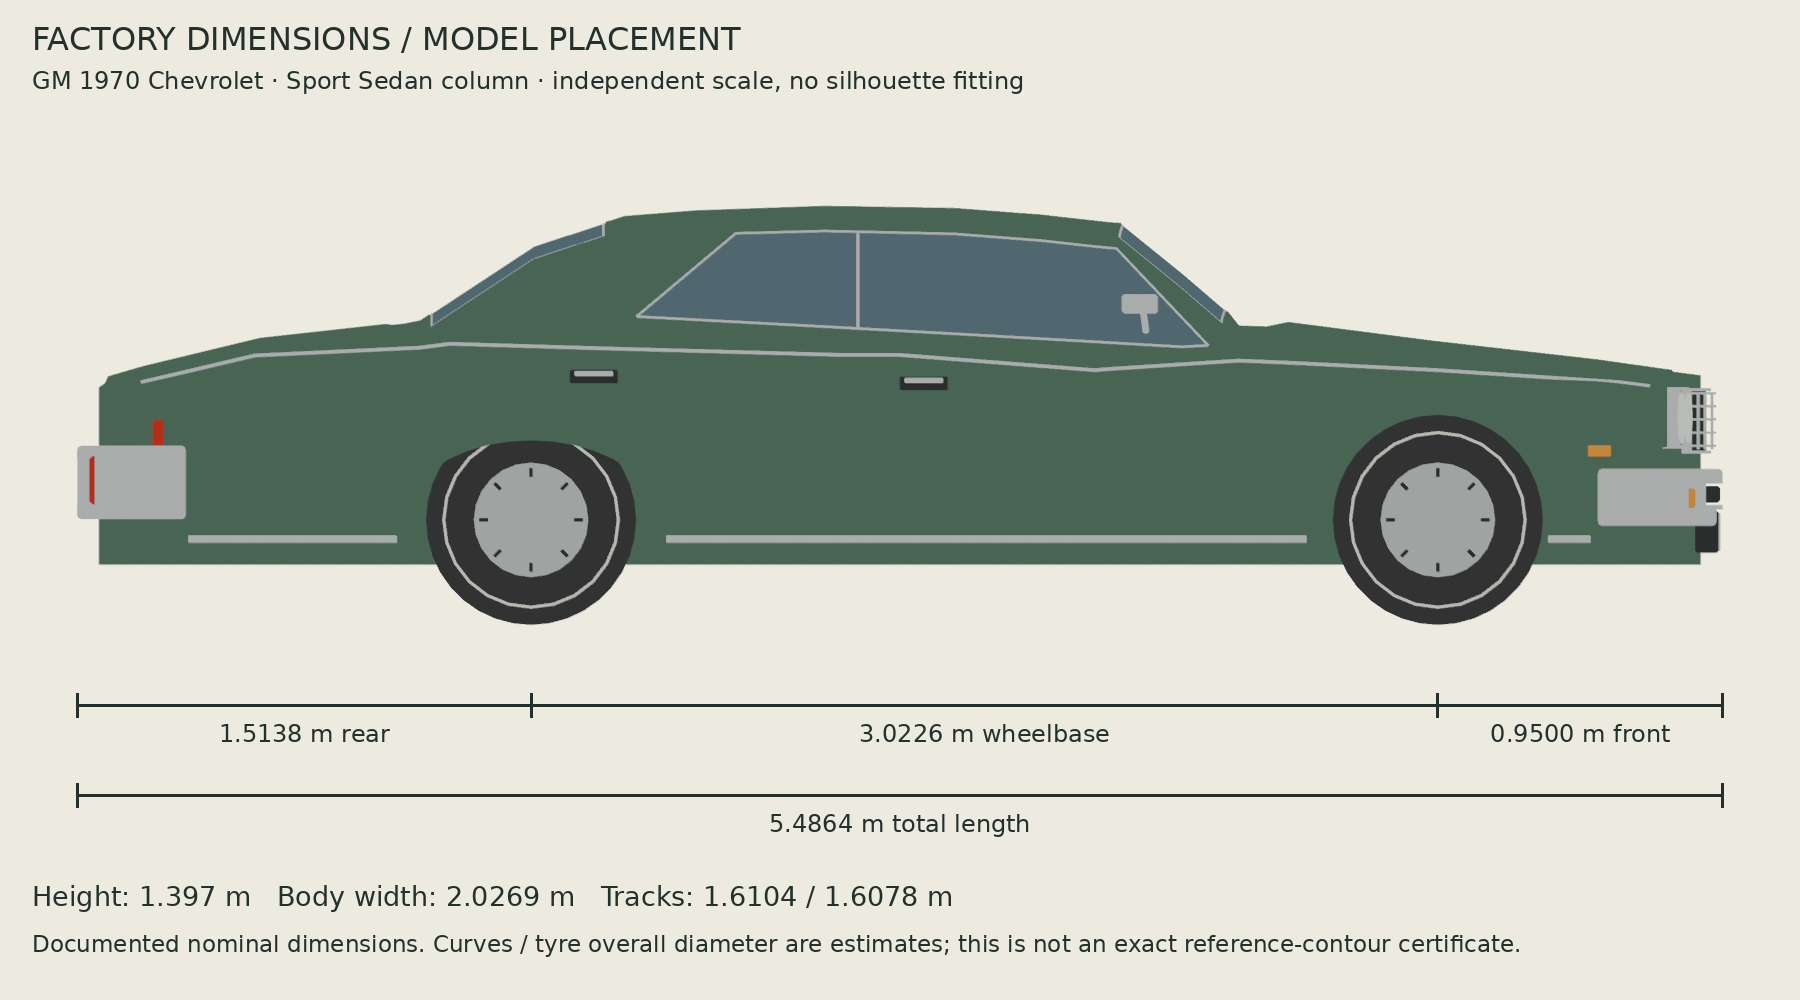 FACTORY DIMENSIONS / MODEL PLACEMENT
GM 1970 Chevrolet · Sport Sedan column · independent scale, no silhouette fitting
1.5138 m rear
3.0226 m wheelbase
0.9500 m front
5.4864 m total length
Height: 1.397 m   Body width: 2.0269 m   Tracks: 1.6104 / 1.6078 m
Documented nominal dimensions. Curves / tyre overall diameter are estimates; this is not an exact reference-contour certificate.